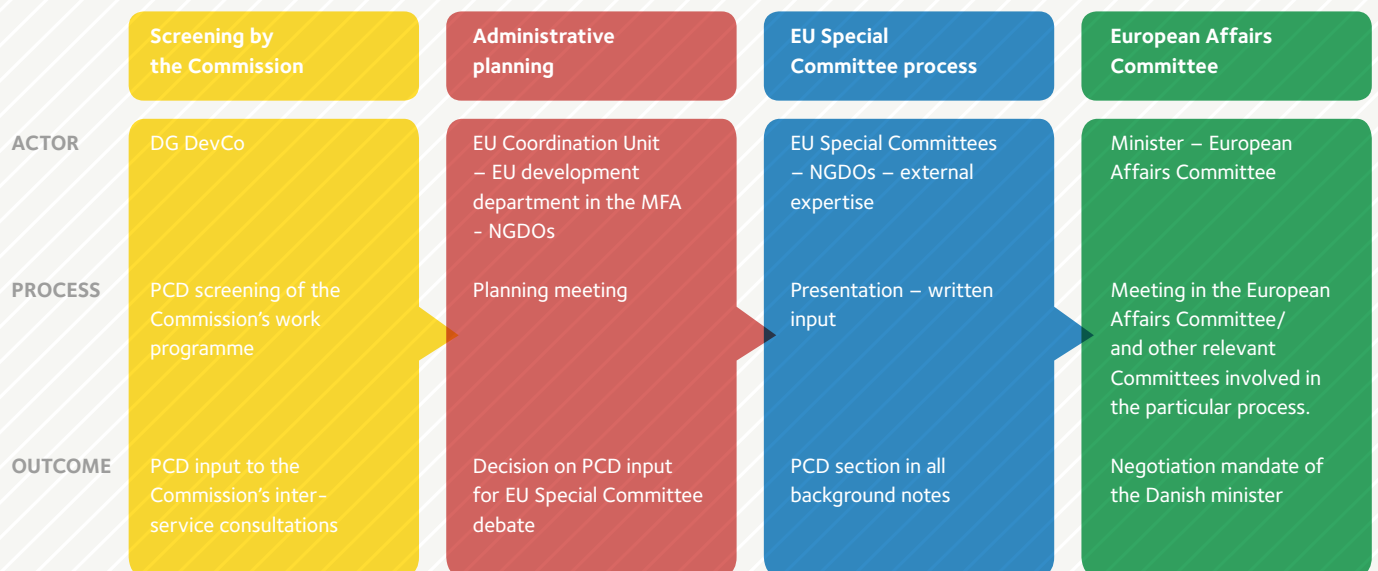 Screening by
the Commission
Administrative
planning
EU Special
Committee process
European Affairs
Committee
ACTOR
DG DevCo
EU Coordination Unit
– EU development
department in the MFA
- NGDOs
EU Special Committees
– NGDOs – external
expertise
Minister – European
Affairs Committee
PROCESS
PCD screening of the
Commission's work
programme
Planning meeting
Presentation – written
input
Meeting in the European
Affairs Committee/
and other relevant
Committees involved in
the particular process.
OUTCOME
PCD input to the
Commission's inter-
service consultations
Decision on PCD input
for EU Special Committee
debate
PCD section in all
background notes
Negotiation mandate of
the Danish minister